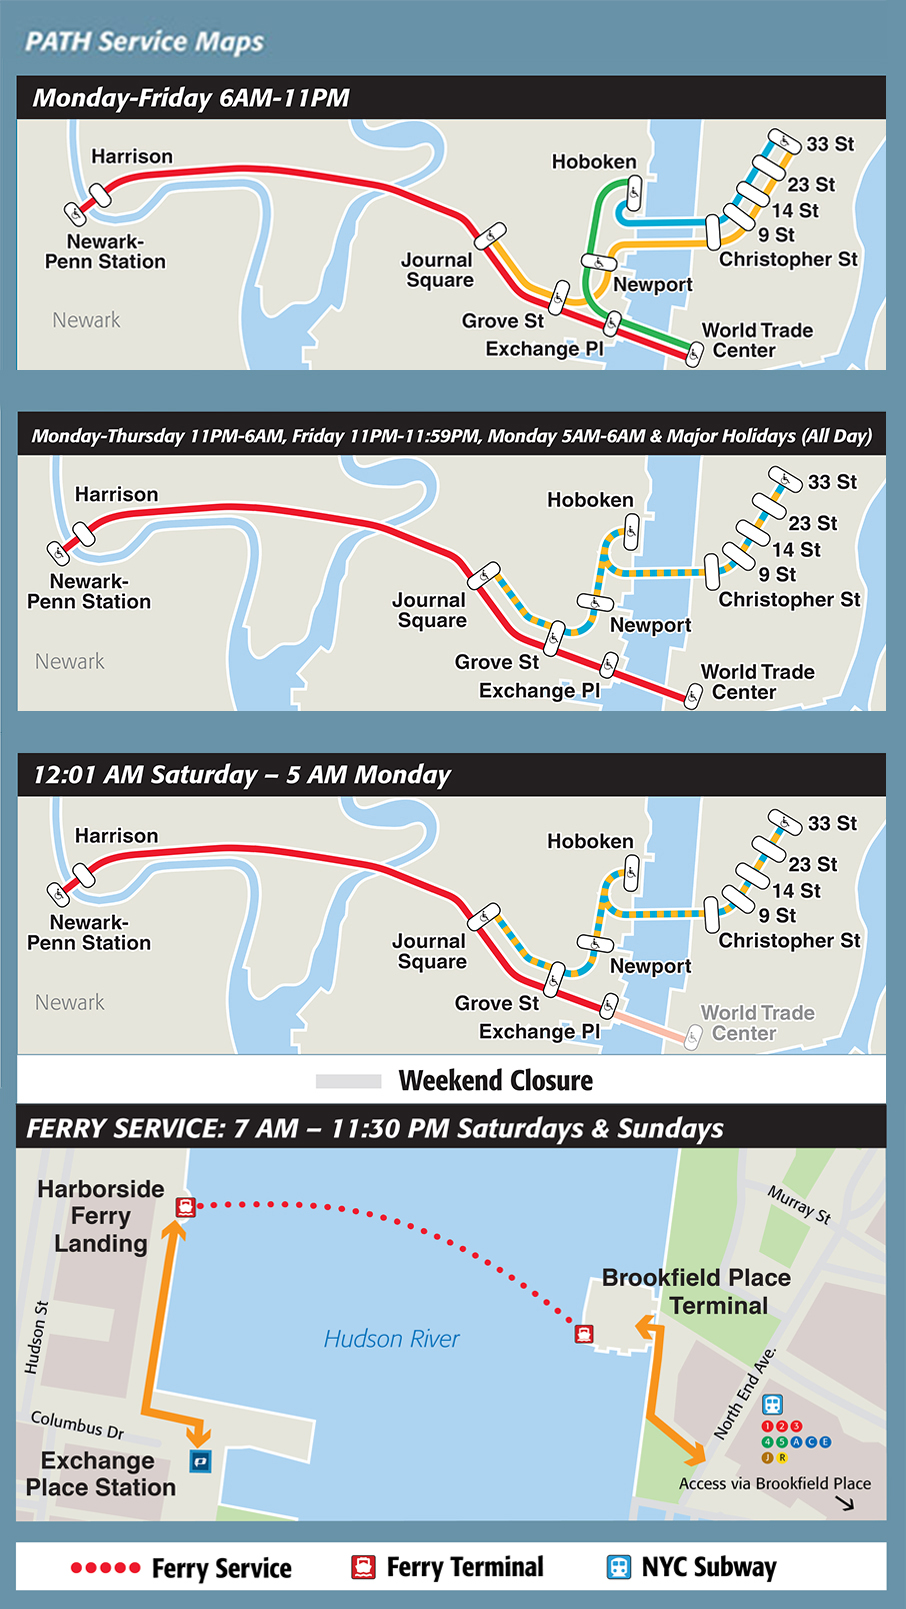 PATH Service Maps
Monday-Friday 6AM-11PM
Harrison
Newark-
Penn Station
Newark
Journal
Square
Grove St
Exchange Pl
Hoboken
Newport
World Trade
Center
33 St
23 St
14 St
9 St
Christopher St
Monday-Thursday 11PM-6AM, Friday 11PM-11:59PM, Monday 5AM-6AM & Major Holidays (All Day)
Harrison
Newark-
Penn Station
Newark
Journal
Square
Grove St
Exchange Pl
Hoboken
Newport
World Trade
Center
33 St
23 St
14 St
9 St
Christopher St
12:01 AM Saturday – 5 AM Monday
Harrison
Newark-
Penn Station
Newark
Journal
Square
Grove St
Exchange Pl
Hoboken
Newport
World Trade
Center
33 St
23 St
14 St
9 St
Christopher St
Weekend Closure
FERRY SERVICE: 7 AM – 11:30 PM Saturdays & Sundays
Harborside
Ferry
Landing
Hudson St
Columbus Dr
Exchange
Place Station
Hudson River
Murray St
Brookfield Place
Terminal
North End Ave.
1 2 3
4 5 A C E
J R
Access via Brookfield Place
Ferry Service
Ferry Terminal
NYC Subway